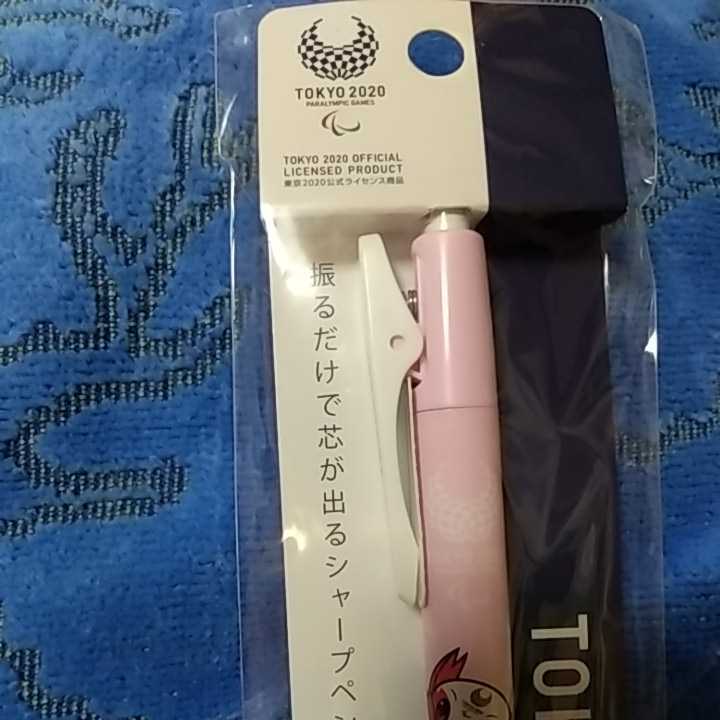 TOKYO 2020
PARALYMPIC GAMES
TOKYO 2020 OFFICIAL
LICENSED PRODUCT
東京2020公式ライセンス商品
振るだけで芯が出るシャープペン
TO